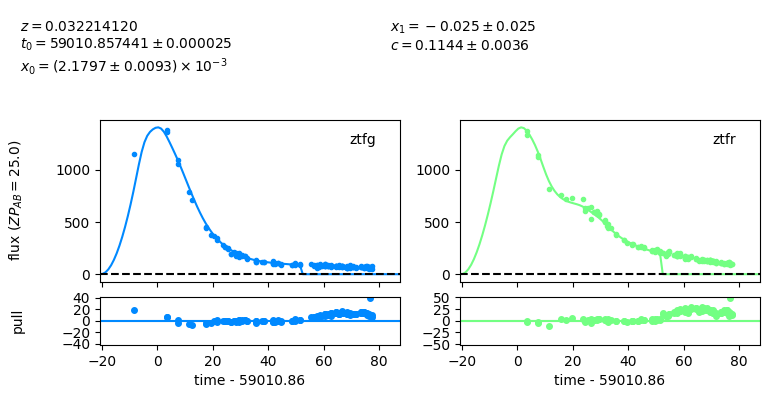 z = 0.032214120
t₀ = 59010.857441 ± 0.000025
x₀ = (2.1797 ± 0.0093) × 10⁻³
x₁ = −0.025 ± 0.025
c = 0.1144 ± 0.0036
flux (ZP_AB = 25.0)
1000
500
0
ztfg
1000
500
0
ztfr
pull
40
20
0
−20
−40
−20 0 20 40 60 80
time - 59010.86
50
25
0
−25
−50
−20 0 20 40 60 80
time - 59010.86